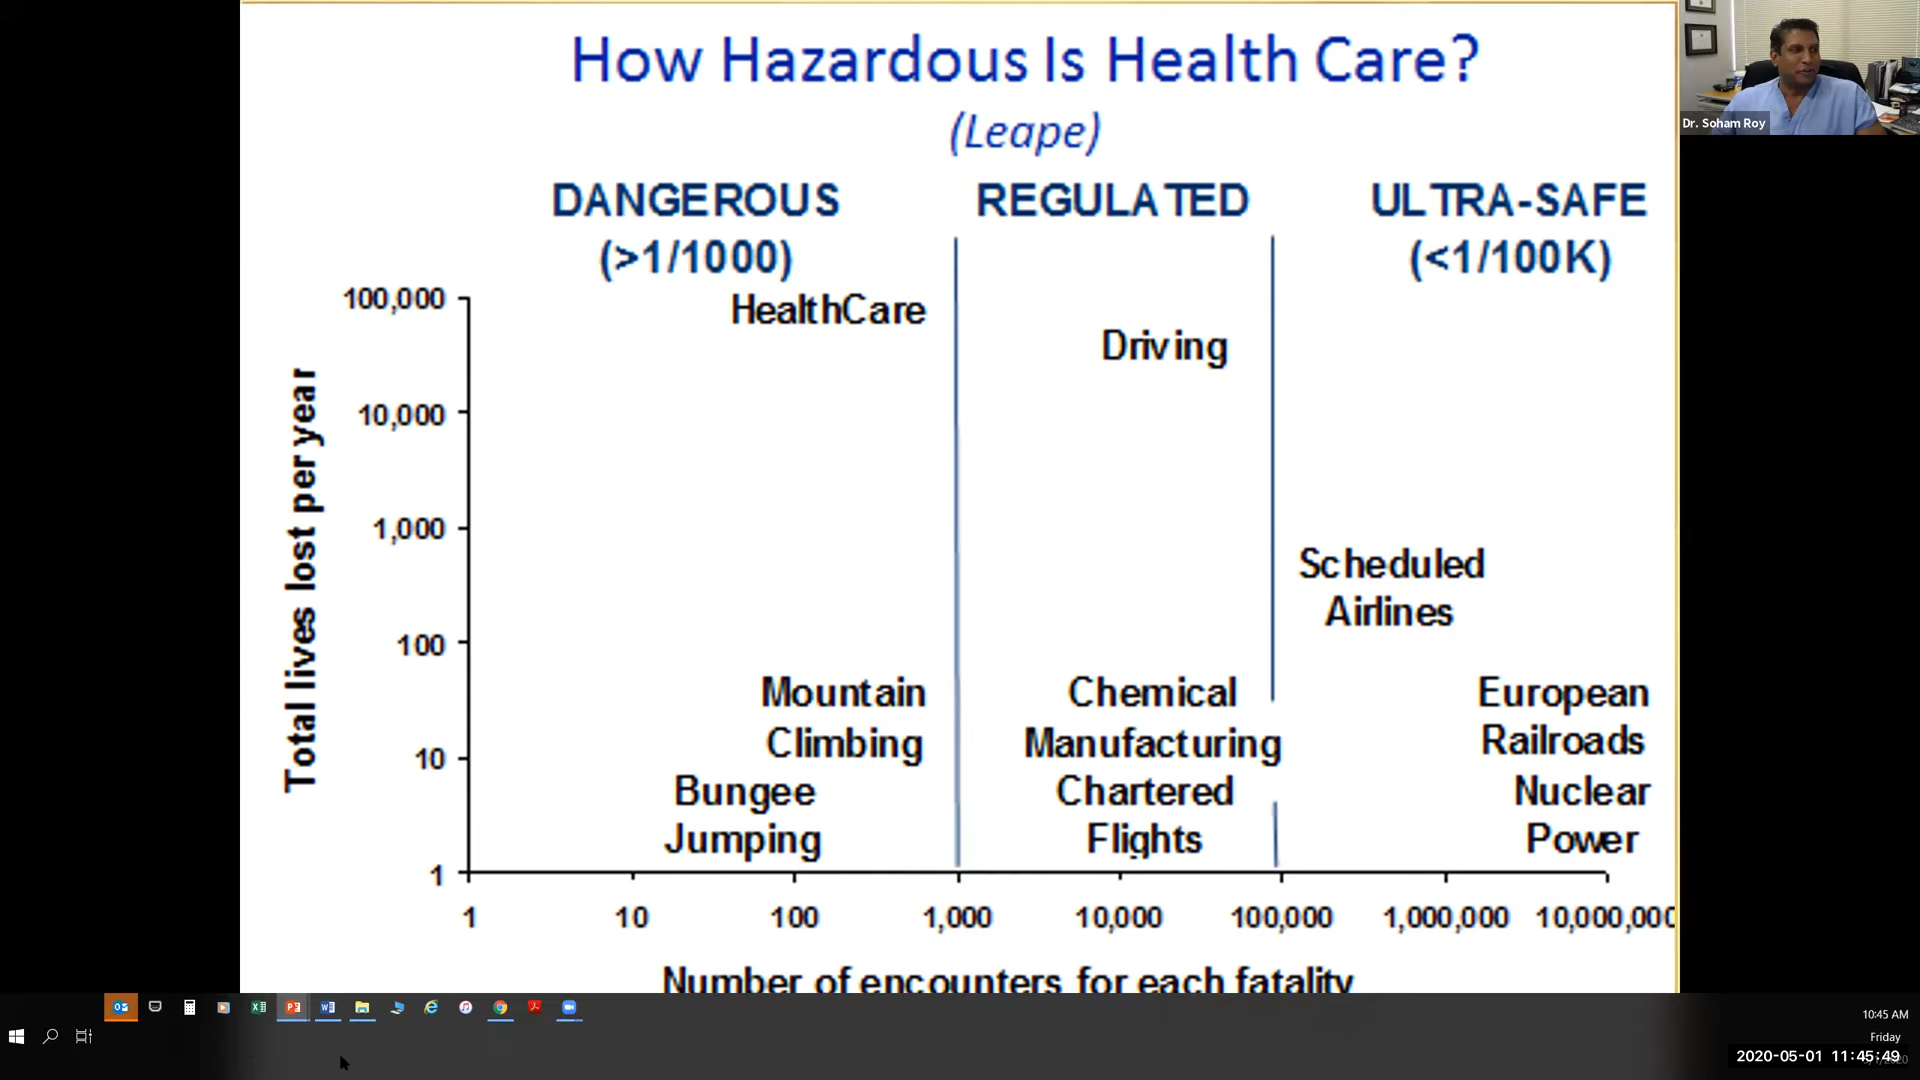 How Hazardous Is Health Care?
(Leape)
Dr. Soham Roy
DANGEROUS
(>1/1000)
REGULATED
ULTRA-SAFE
(<1/100K)
Total lives lost per year
100,000
10,000
1,000
100
10
1
HealthCare
Driving
Scheduled
Airlines
Mountain
Climbing
Bungee
Jumping
Chemical
Manufacturing
Chartered
Flights
European
Railroads
Nuclear
Power
1 10 100 1,000 10,000 100,000 1,000,000 10,000,000
Number of encounters for each fatality
10:45 AM
Friday
2020-05-01 11:45:49